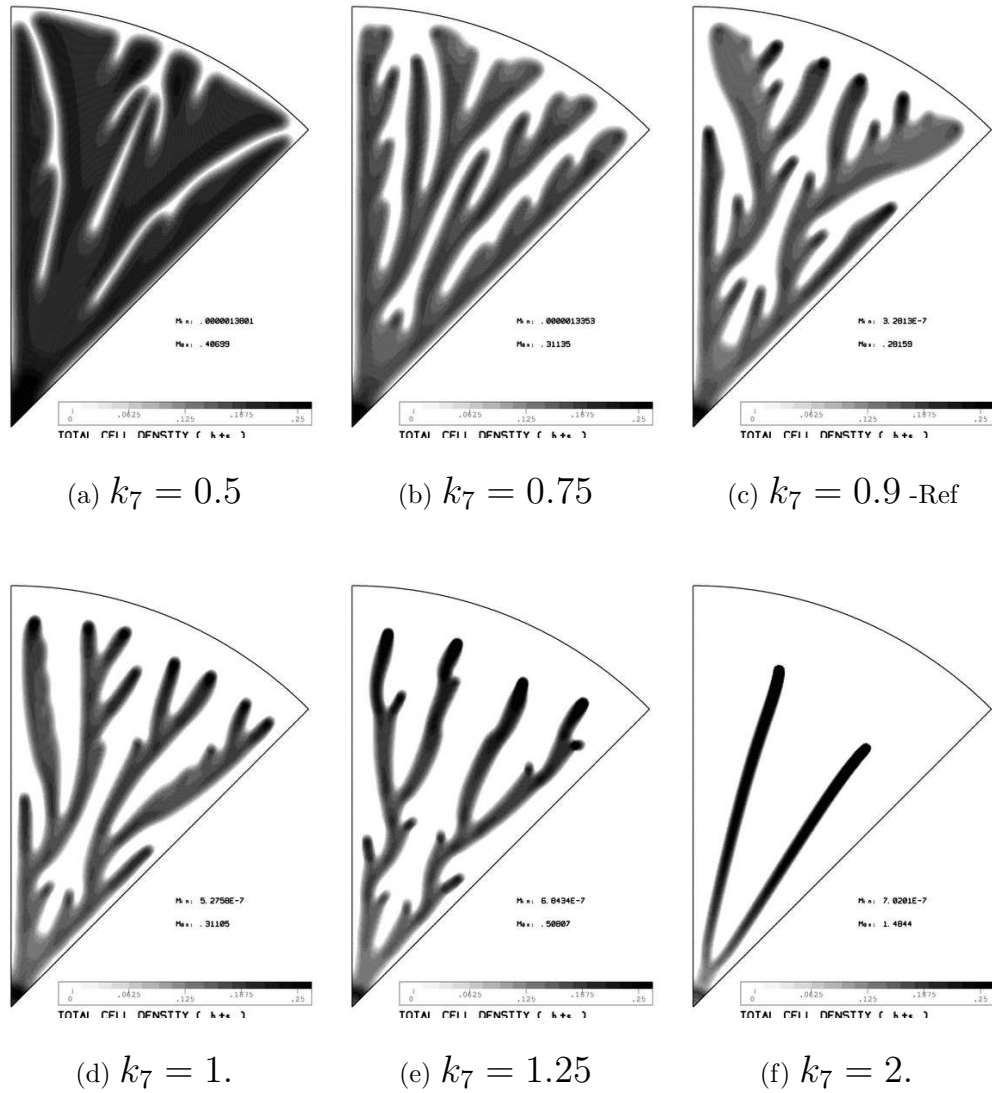 Min: .0000013801
Max: .40699
0 .0625 .125 .1875 .25
TOTAL CELL DENSITY ( h+s )
(a) k₇ = 0.5
Min: .0000013353
Max: .31135
0 .0625 .125 .1875 .25
TOTAL CELL DENSITY ( h+s )
(b) k₇ = 0.75
Min: 3.2813E-7
Max: .28159
0 .0625 .125 .1875 .25
TOTAL CELL DENSITY ( h+s )
(c) k₇ = 0.9 -Ref
Min: 5.2758E-7
Max: .31105
0 .0625 .125 .1875 .25
TOTAL CELL DENSITY ( h+s )
(d) k₇ = 1.
Min: 6.8434E-7
Max: .50807
0 .0625 .125 .1875 .25
TOTAL CELL DENSITY ( h+s )
(e) k₇ = 1.25
Min: 7.0201E-7
Max: 1.4844
0 .0625 .125 .1875 .25
TOTAL CELL DENSITY ( h+s )
(f) k₇ = 2.